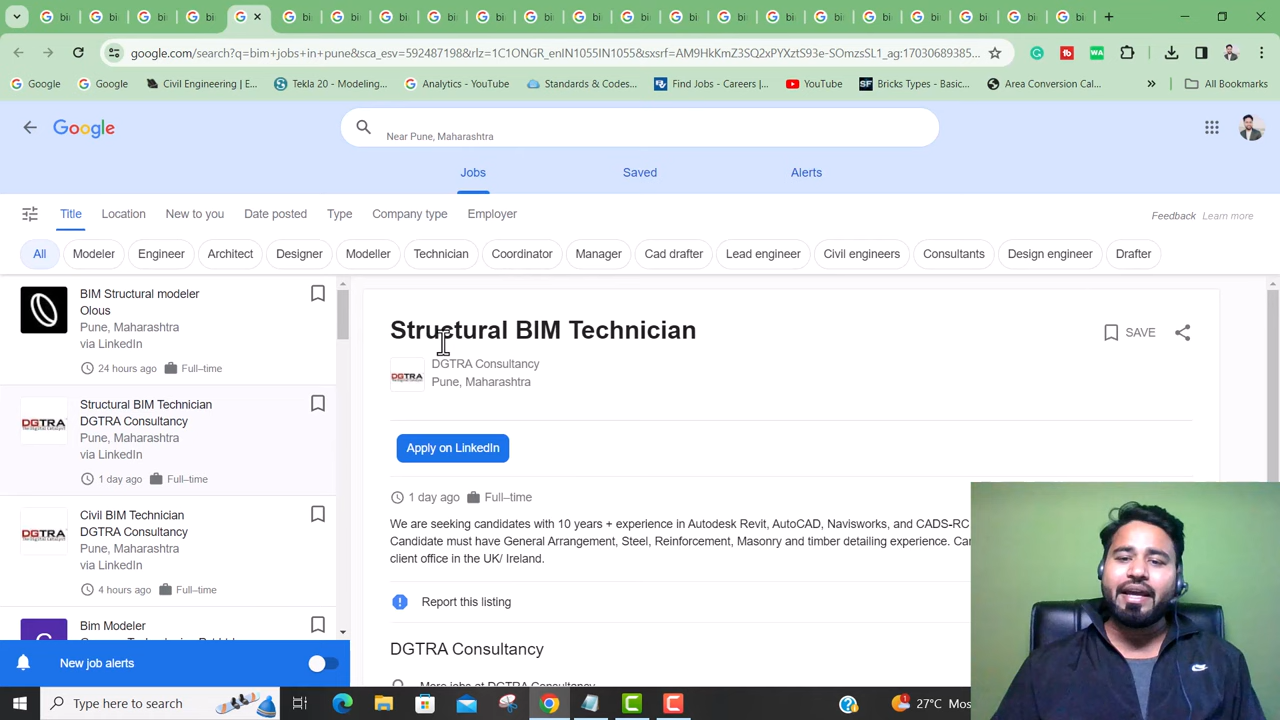 bi
google.com/search?q=bim+jobs+in+pune&sca_esv=592487198&rlz=1C1ONGR_enIN1055IN1055&sxsrf=AM9HkKmZ3SQ2xPYXztS93e-SOmzsSL1_ag:17030689385...
Google
Google
Civil Engineering | E...
Tekla 20 - Modeling...
Analytics - YouTube
Standards & Codes...
Find Jobs - Careers |...
YouTube
Bricks Types - Basic...
Area Conversion Cal...
All Bookmarks
Google
Near Pune, Maharashtra
Jobs
Saved
Alerts
Title
Location
New to you
Date posted
Type
Company type
Employer
Feedback
Learn more
All
Modeler
Engineer
Architect
Designer
Modeller
Technician
Coordinator
Manager
Cad drafter
Lead engineer
Civil engineers
Consultants
Design engineer
Drafter
BIM Structural modeler
Olous
Pune, Maharashtra
via LinkedIn
24 hours ago
Full–time
DGTRA
Structural BIM Technician
DGTRA Consultancy
Pune, Maharashtra
via LinkedIn
1 day ago
Full–time
DGTRA
Civil BIM Technician
DGTRA Consultancy
Pune, Maharashtra
via LinkedIn
4 hours ago
Full–time
Bim Modeler
New job alerts
Structural BIM Technician
SAVE
DGTRA
DGTRA Consultancy
Pune, Maharashtra
Apply on LinkedIn
1 day ago
Full–time
We are seeking candidates with 10 years + experience in Autodesk Revit, AutoCAD, Navisworks, and CADS-RC
Candidate must have General Arrangement, Steel, Reinforcement, Masonry and timber detailing experience. Can
client office in the UK/ Ireland.
Report this listing
DGTRA Consultancy
More jobs at DGTRA Consultancy
Type here to search
27°C